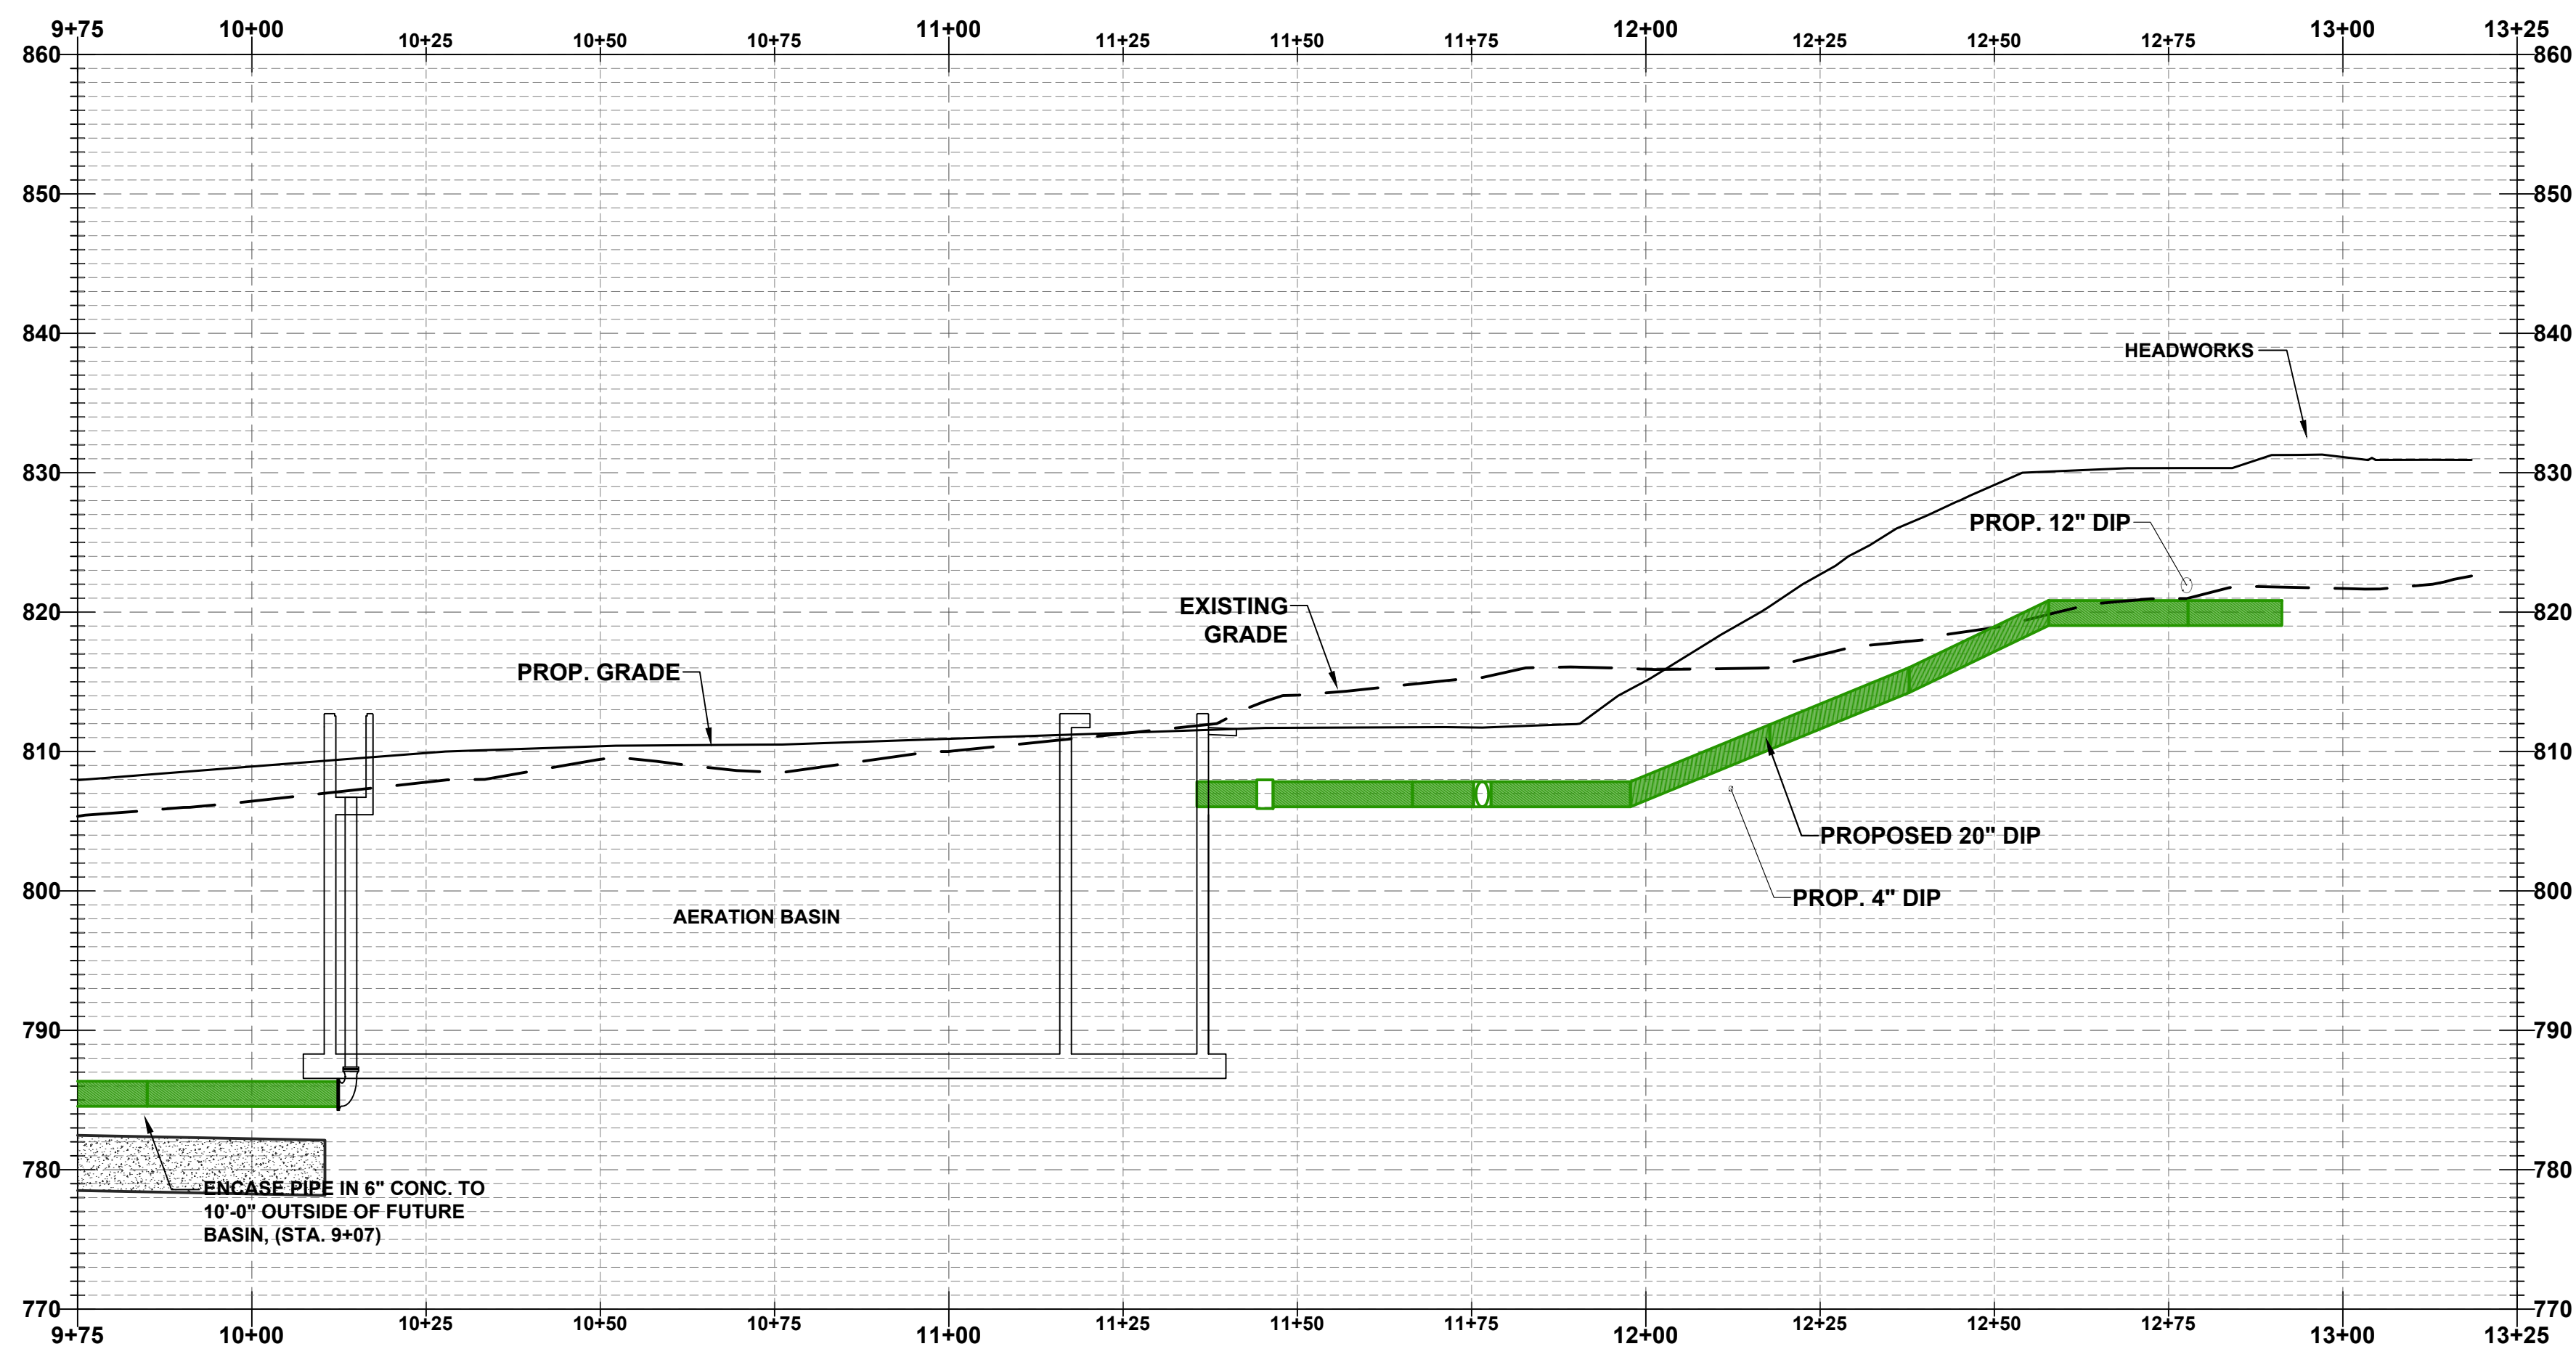 9+75 10+00 10+25 10+50 10+75 11+00 11+25 11+50 11+75 12+00 12+25 12+50 12+75 13+00 13+25
860 860
850 850
840 840
HEADWORKS
830 830
PROP. 12" DIP
820 820
EXISTING
GRADE
PROP. GRADE
810 810
PROPOSED 20" DIP
800 800
PROP. 4" DIP
AERATION BASIN
790 790
780 780
ENCASE PIPE IN 6" CONC. TO
10'-0" OUTSIDE OF FUTURE
BASIN, (STA. 9+07)
770 770
9+75 10+00 10+25 10+50 10+75 11+00 11+25 11+50 11+75 12+00 12+25 12+50 12+75 13+00 13+25